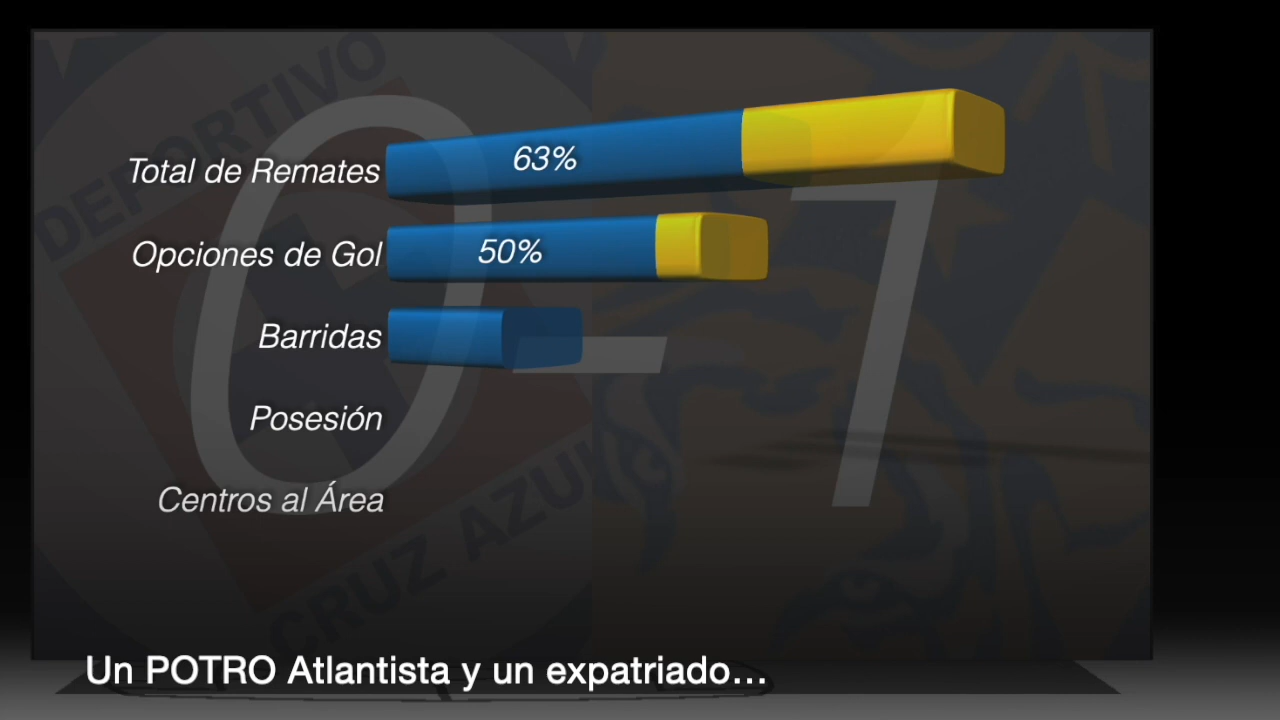 DEPORTIVO
CRUZ AZUL
0 - 1
Total de Remates 63%
Opciones de Gol 50%
Barridas
Posesión
Centros al Área
Un POTRO Atlantista y un expatriado...